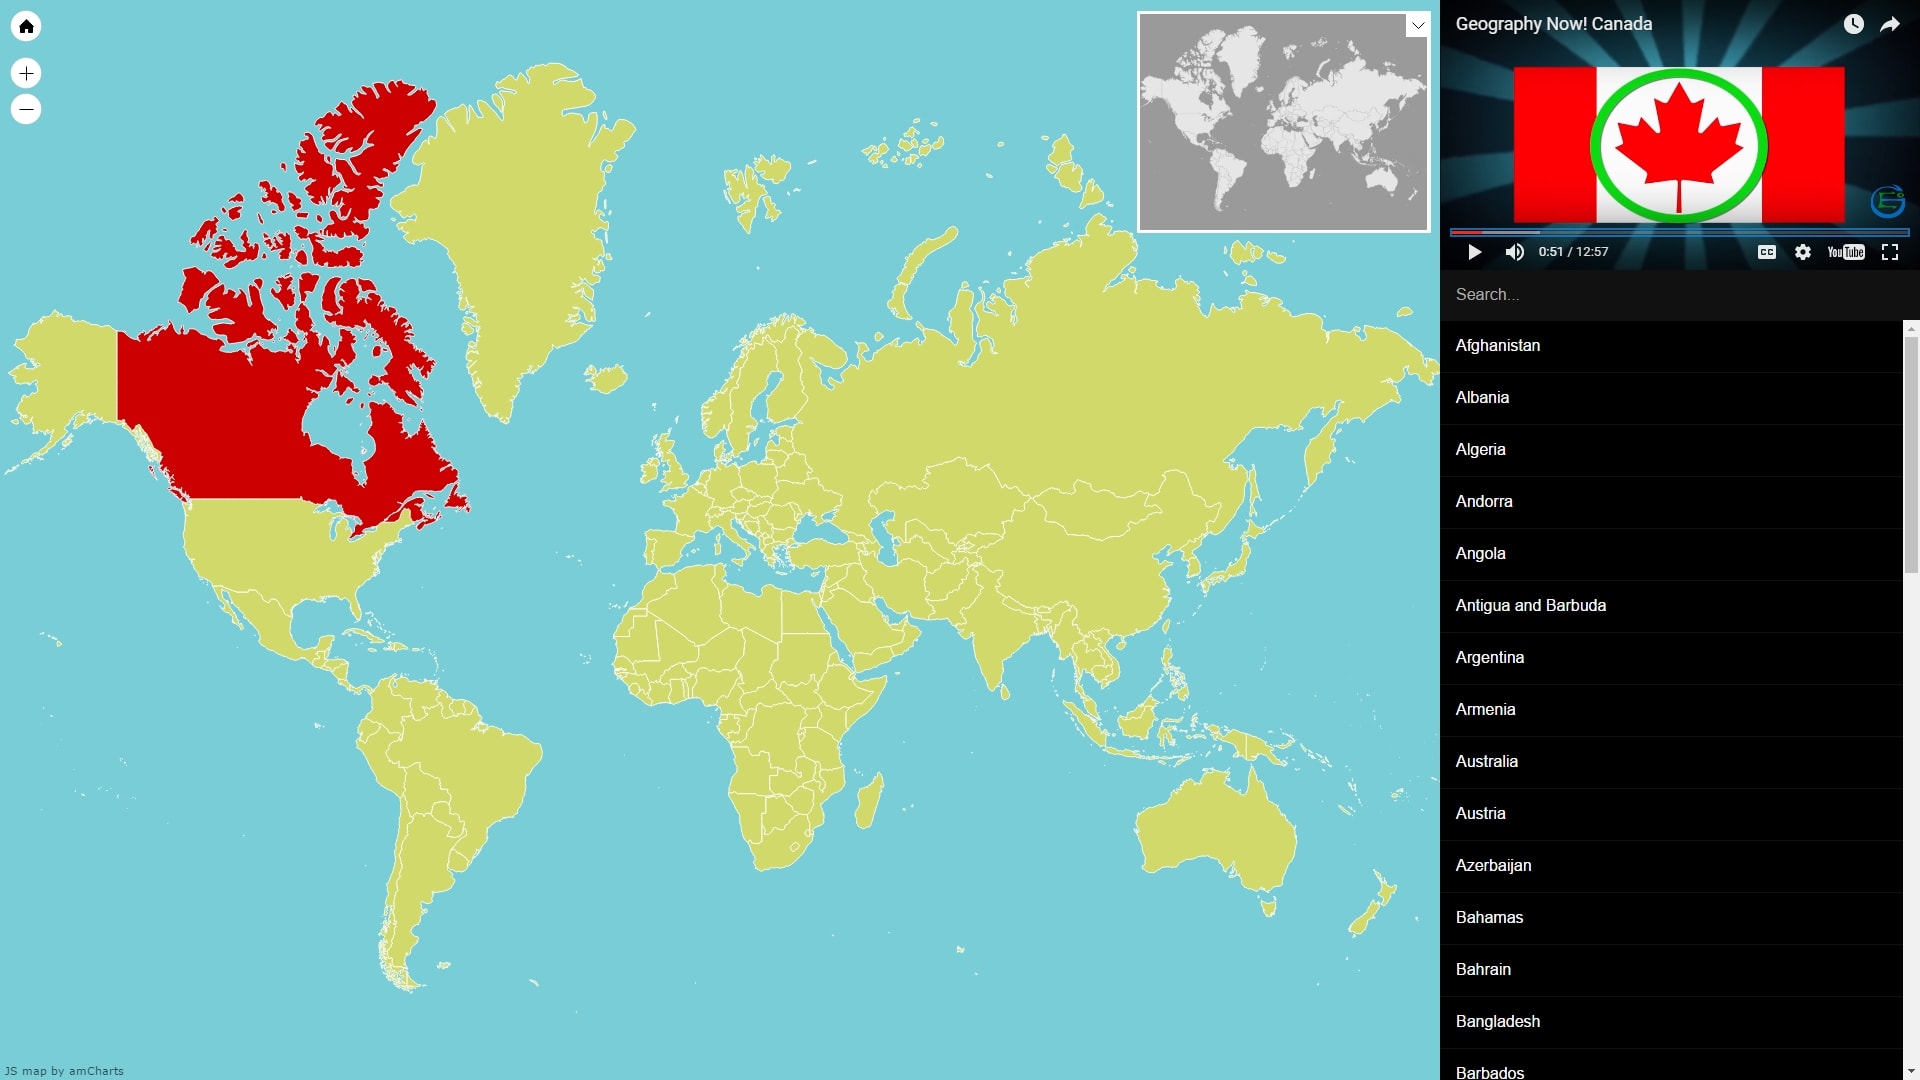 Geography Now! Canada
0:51 / 12:57
CC
YouTube
Search...
Afghanistan
Albania
Algeria
Andorra
Angola
Antigua and Barbuda
Argentina
Armenia
Australia
Austria
Azerbaijan
Bahamas
Bahrain
Bangladesh
Barbados
JS map by amCharts